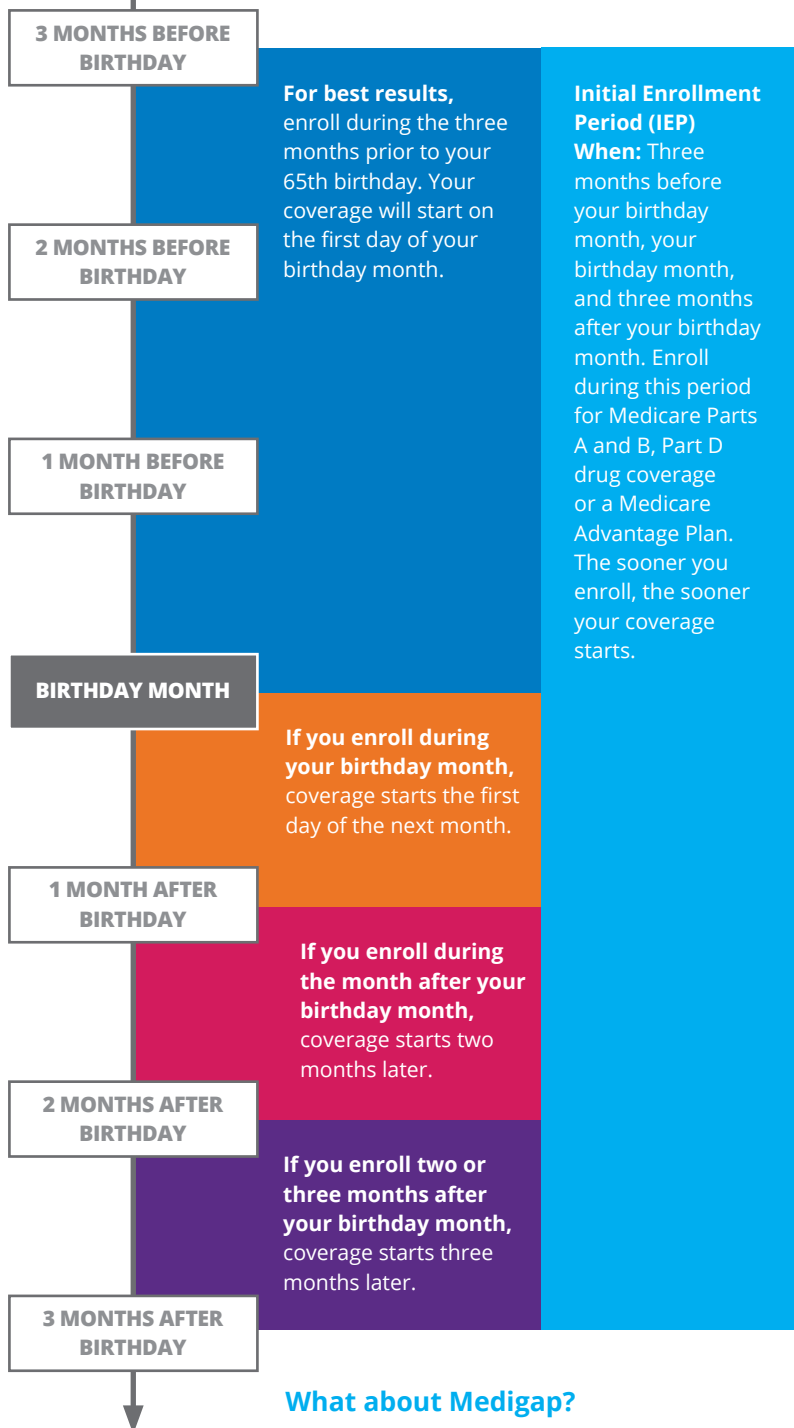 3 MONTHS BEFORE
BIRTHDAY
For best results,
enroll during the three
months prior to your
65th birthday. Your
coverage will start on
the first day of your
birthday month.
Initial Enrollment
Period (IEP)
When: Three
months before
your birthday
month, your
birthday month,
and three months
after your birthday
month. Enroll
during this period
for Medicare Parts
A and B, Part D
drug coverage
or a Medicare
Advantage Plan.
The sooner you
enroll, the sooner
your coverage
starts.
2 MONTHS BEFORE
BIRTHDAY
1 MONTH BEFORE
BIRTHDAY
BIRTHDAY MONTH
If you enroll during
your birthday month,
coverage starts the first
day of the next month.
1 MONTH AFTER
BIRTHDAY
If you enroll during
the month after your
birthday month,
coverage starts two
months later.
2 MONTHS AFTER
BIRTHDAY
If you enroll two or
three months after
your birthday month,
coverage starts three
months later.
3 MONTHS AFTER
BIRTHDAY
What about Medigap?